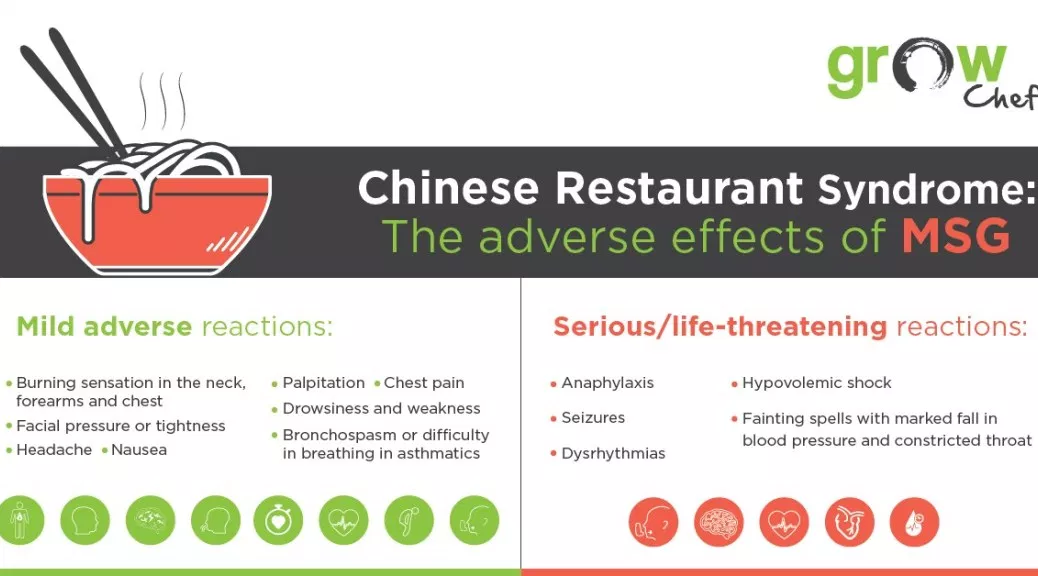 grow
Chef
Chinese Restaurant Syndrome:
The adverse effects of MSG
Mild adverse reactions:
• Burning sensation in the neck,
forearms and chest
• Facial pressure or tightness
• Headache • Nausea
• Palpitation • Chest pain
• Drowsiness and weakness
• Bronchospasm or difficulty
in breathing in asthmatics
Serious/life-threatening reactions:
• Anaphylaxis
• Seizures
• Dysrhythmias
• Hypovolemic shock
• Fainting spells with marked fall in
blood pressure and constricted throat